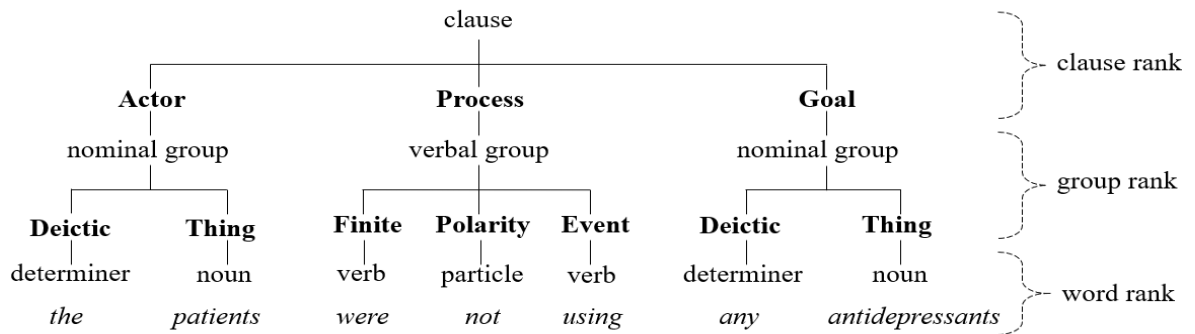 clause
clause rank
Actor Process Goal
nominal group verbal group nominal group
group rank
Deictic Thing Finite Polarity Event Deictic Thing
determiner noun verb particle verb determiner noun
word rank
the patients were not using any antidepressants